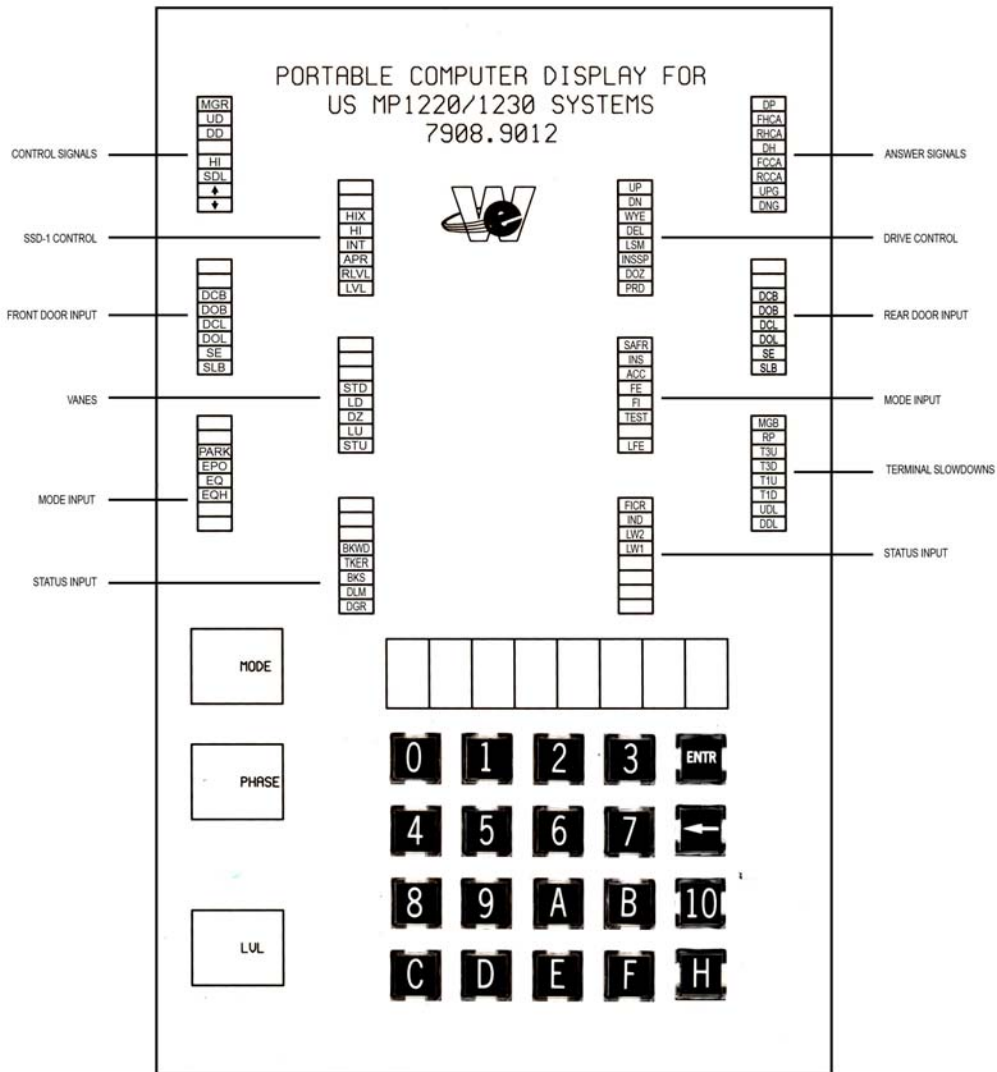 PORTABLE COMPUTER DISPLAY FOR
US MP1220/1230 SYSTEMS
7908.9012
CONTROL SIGNALS
MGR
UD
DD
HI
SDL
SSD-1 CONTROL
HIX
HI
INT
APR
RLVL
LVL
FRONT DOOR INPUT
DCB
DOB
DCL
DOL
SE
SLB
VANES
STD
LD
DZ
LU
STU
MODE INPUT
PARK
EPO
EQ
EQH
STATUS INPUT
BKWD
TKER
BKS
DLM
DGR
We
ANSWER SIGNALS
DP
FHCA
RHCA
DH
FCCA
RCCA
UPG
DNG
DRIVE CONTROL
UP
DN
WYE
DEL
LSM
INSSP
DOZ
PRD
REAR DOOR INPUT
DCB
DOB
DCL
DOL
SE
SLB
MODE INPUT
SAFR
INS
ACC
FE
FI
TEST
LFE
TERMINAL SLOWDOWNS
MGB
RP
T3U
T3D
T1U
T1D
UDL
DDL
STATUS INPUT
FICR
IND
LW2
LW1
MODE
PHASE
LVL
0 1 2 3 ENTR
4 5 6 7 ←
8 9 A B 10
C D E F H